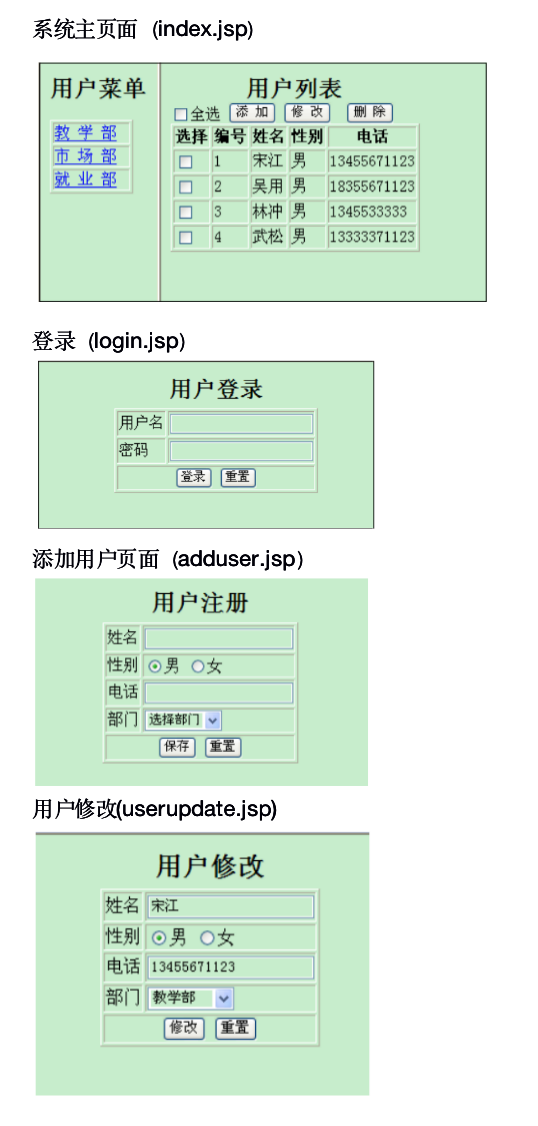 系统主页面 (index.jsp)
用户菜单
教 学 部
市 场 部
就 业 部
用户列表
全选 添 加 修 改 删 除
选择 编号 姓名 性别 电话
1 宋江 男 13455671123
2 吴用 男 18355671123
3 林冲 男 1345533333
4 武松 男 13333371123
登录 (login.jsp)
用户登录
用户名
密码
登录 重置
添加用户页面 (adduser.jsp)
用户注册
姓名
性别 男 女
电话
部门 选择部门
保存 重置
用户修改(userupdate.jsp)
用户修改
姓名 宋江
性别 男 女
电话 13455671123
部门 教学部
修改 重置